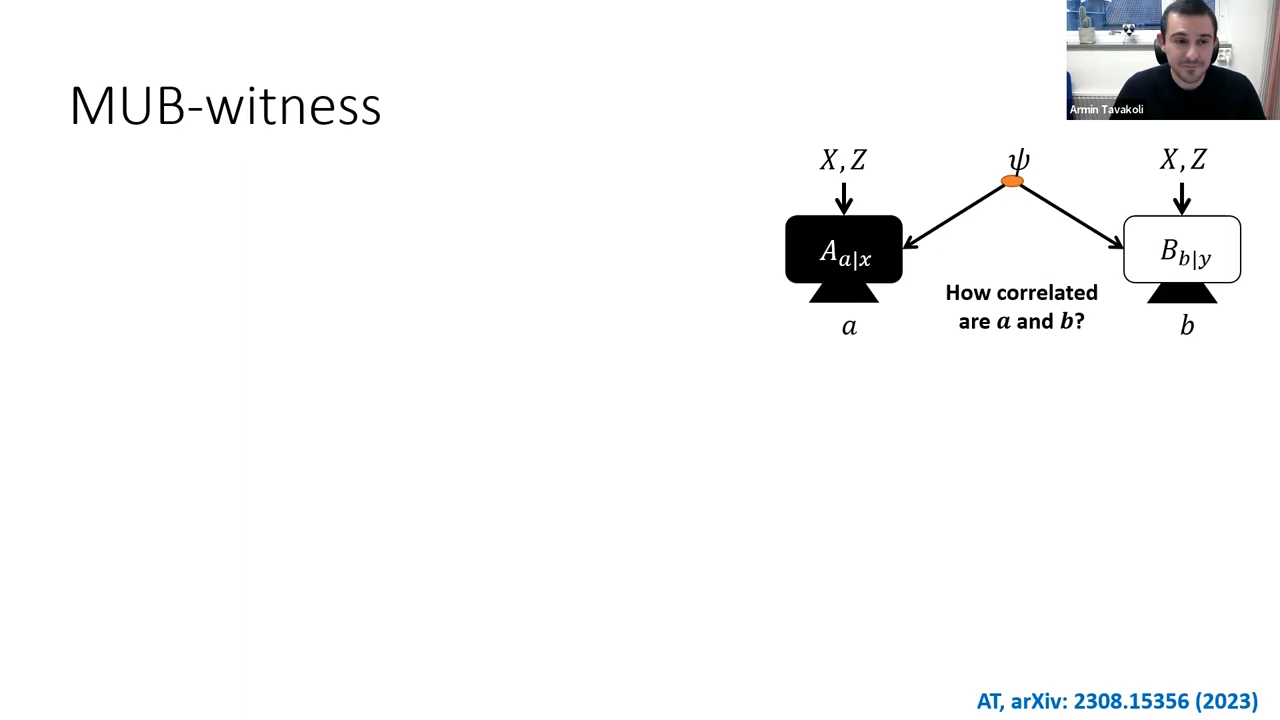 MUB-witness
Armin Tavakoli
X, Z
ψ
X, Z
A_{a|x}
B_{b|y}
How correlated
are a and b?
a
b
AT, arXiv: 2308.15356 (2023)